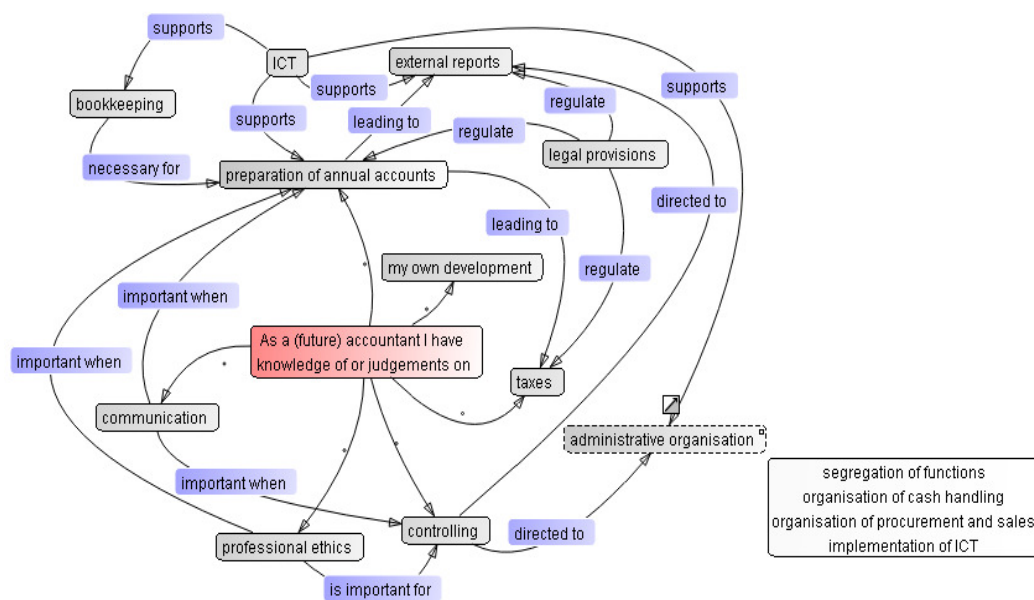 supports
ICT
external reports
supports
supports
bookkeeping
regulate
supports
leading to
regulate
legal provisions
necessary for
preparation of annual accounts
directed to
leading to
my own development
regulate
important when
As a (future) accountant I have
knowledge of or judgements on
important when
taxes
communication
administrative organisation
segregation of functions
important when
organisation of cash handling
organisation of procurement and sales
controlling
directed to
professional ethics
implementation of ICT
is important for